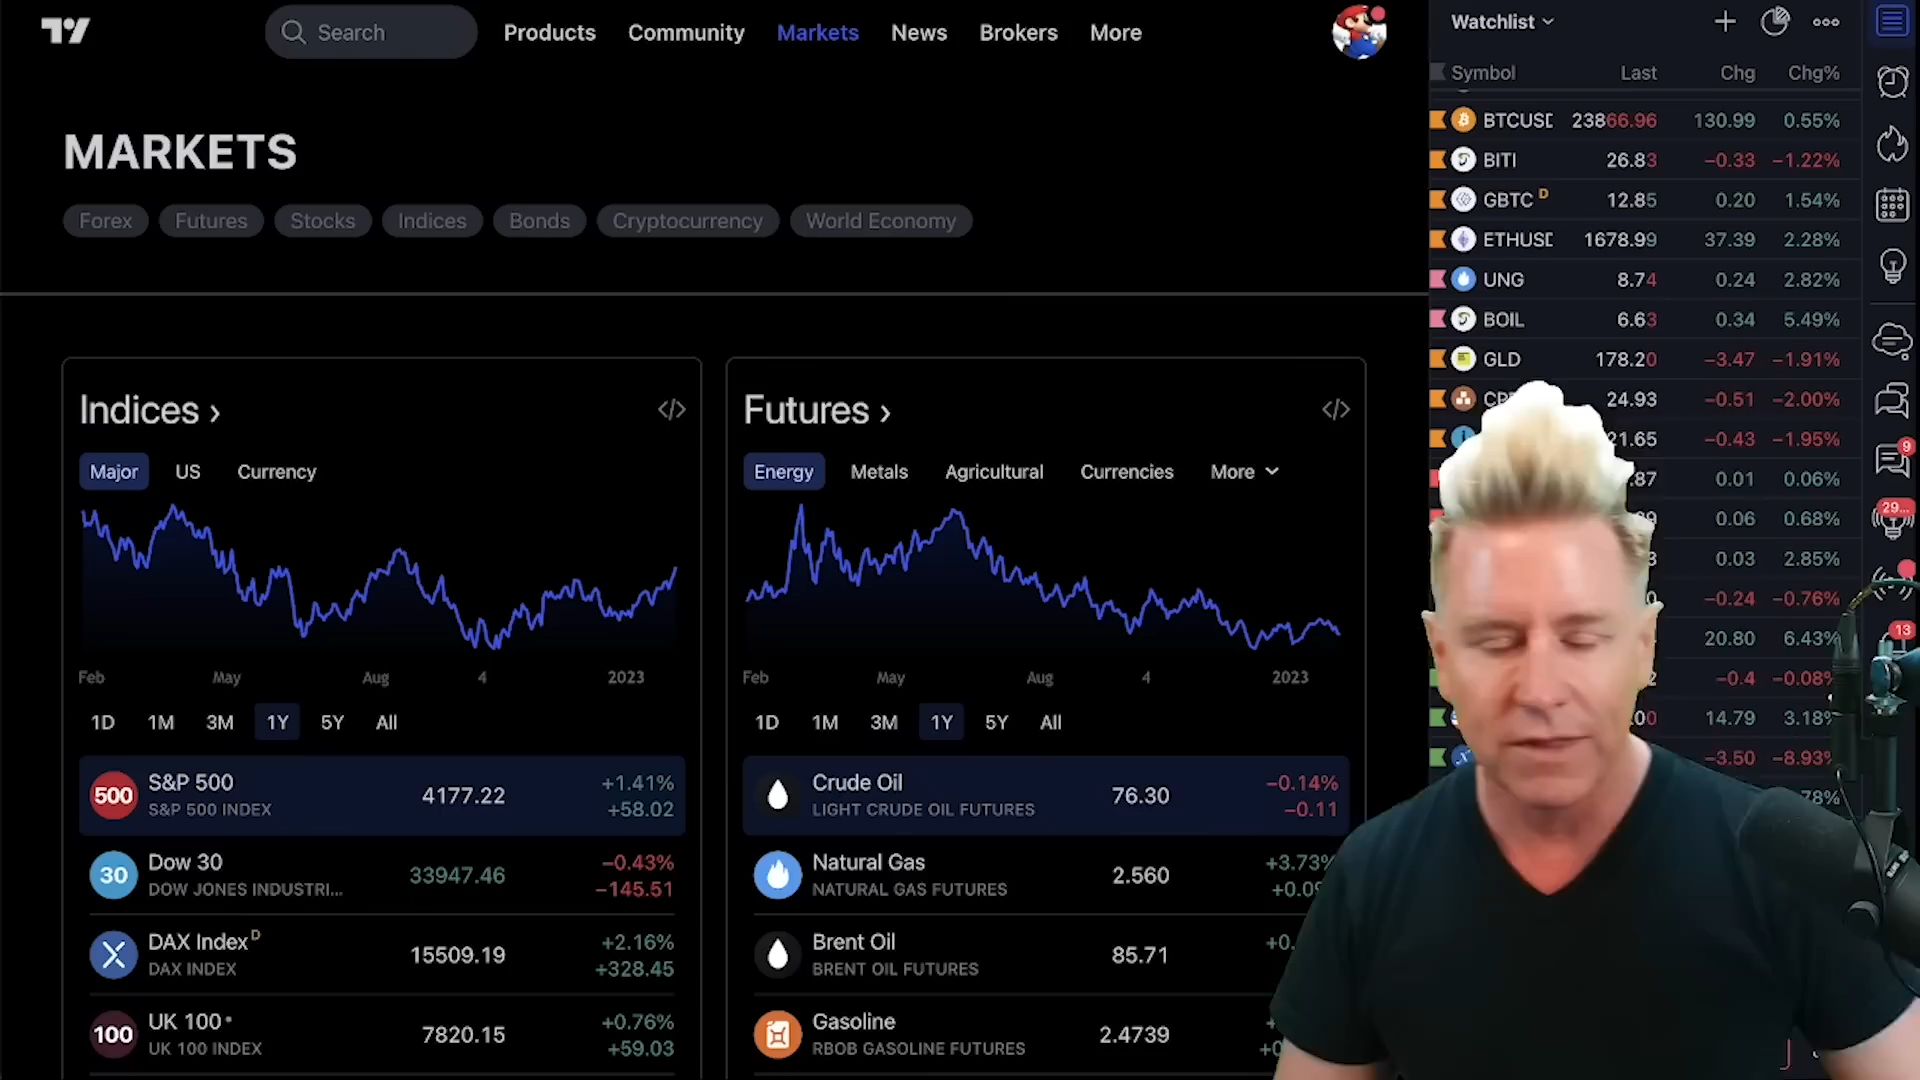 Search
Products
Community
Markets
News
Brokers
More
MARKETS
Forex
Futures
Stocks
Indices
Bonds
Cryptocurrency
World Economy
Indices
Major
US
Currency
Feb
May
Aug
4
2023
1D
1M
3M
1Y
5Y
All
500
S&P 500
S&P 500 INDEX
4177.22
+1.41%
+58.02
30
Dow 30
DOW JONES INDUSTRI...
33947.46
−0.43%
−145.51
DAX Index D
DAX INDEX
15509.19
+2.16%
+328.45
100
UK 100
UK 100 INDEX
7820.15
+0.76%
+59.03
Futures
Energy
Metals
Agricultural
Currencies
More
Feb
May
Aug
4
2023
1D
1M
3M
1Y
5Y
All
Crude Oil
LIGHT CRUDE OIL FUTURES
76.30
−0.14%
−0.11
Natural Gas
NATURAL GAS FUTURES
2.560
+3.73%
Brent Oil
BRENT OIL FUTURES
85.71
Gasoline
RBOB GASOLINE FUTURES
2.4739
Watchlist
Symbol Last Chg Chg%
BTCUSD 23866.96 130.99 0.55%
BITI 26.83 −0.33 −1.22%
GBTC D 12.85 0.20 1.54%
ETHUSD 1678.99 37.39 2.28%
UNG 8.74 0.24 2.82%
BOIL 6.63 0.34 5.49%
GLD 178.20 −3.47 −1.91%
24.93 −0.51 −2.00%
21.65 −0.43 −1.95%
0.01 0.06%
0.06 0.68%
0.03 2.85%
−0.24 −0.76%
20.80 6.43%
−0.4 −0.08%
14.79 3.18%
−3.50 −8.93%
9
29...
13